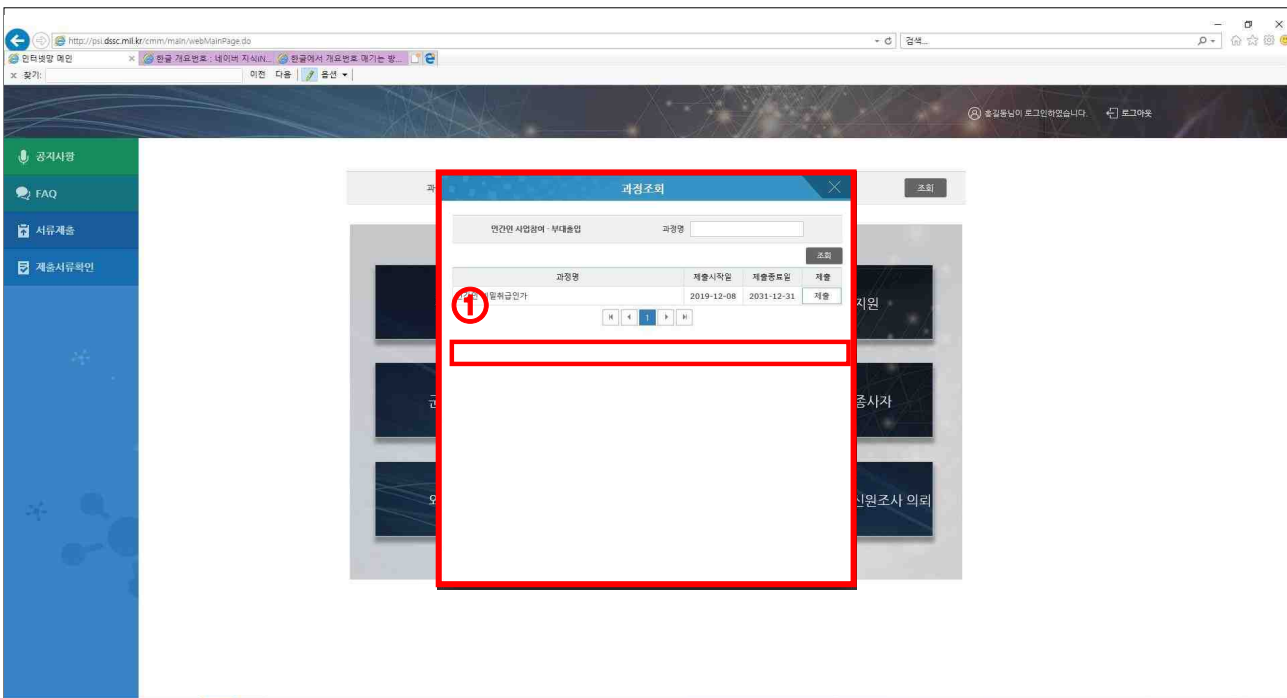 http://psi.dssc.mil.kr/cmm/main/webMainPage.do
검색...
인터넷망 메인
한글 개요번호 : 네이버 지식iN...
한글에서 개요번호 매기는 방...
x 찾기:
이전 다음
옵션
홍길동님이 로그인하였습니다.
로그아웃
공지사항
FAQ
서류제출
제출서류확인
과
조회
과정조회
민간인 사업참여 - 부대출입
과정명
조회
과정명 제출시작일 제출종료일 제출
비밀취급인가 2019-12-08 2031-12-31 제출
①
1
지원
군
종사자
외
신원조사 의뢰